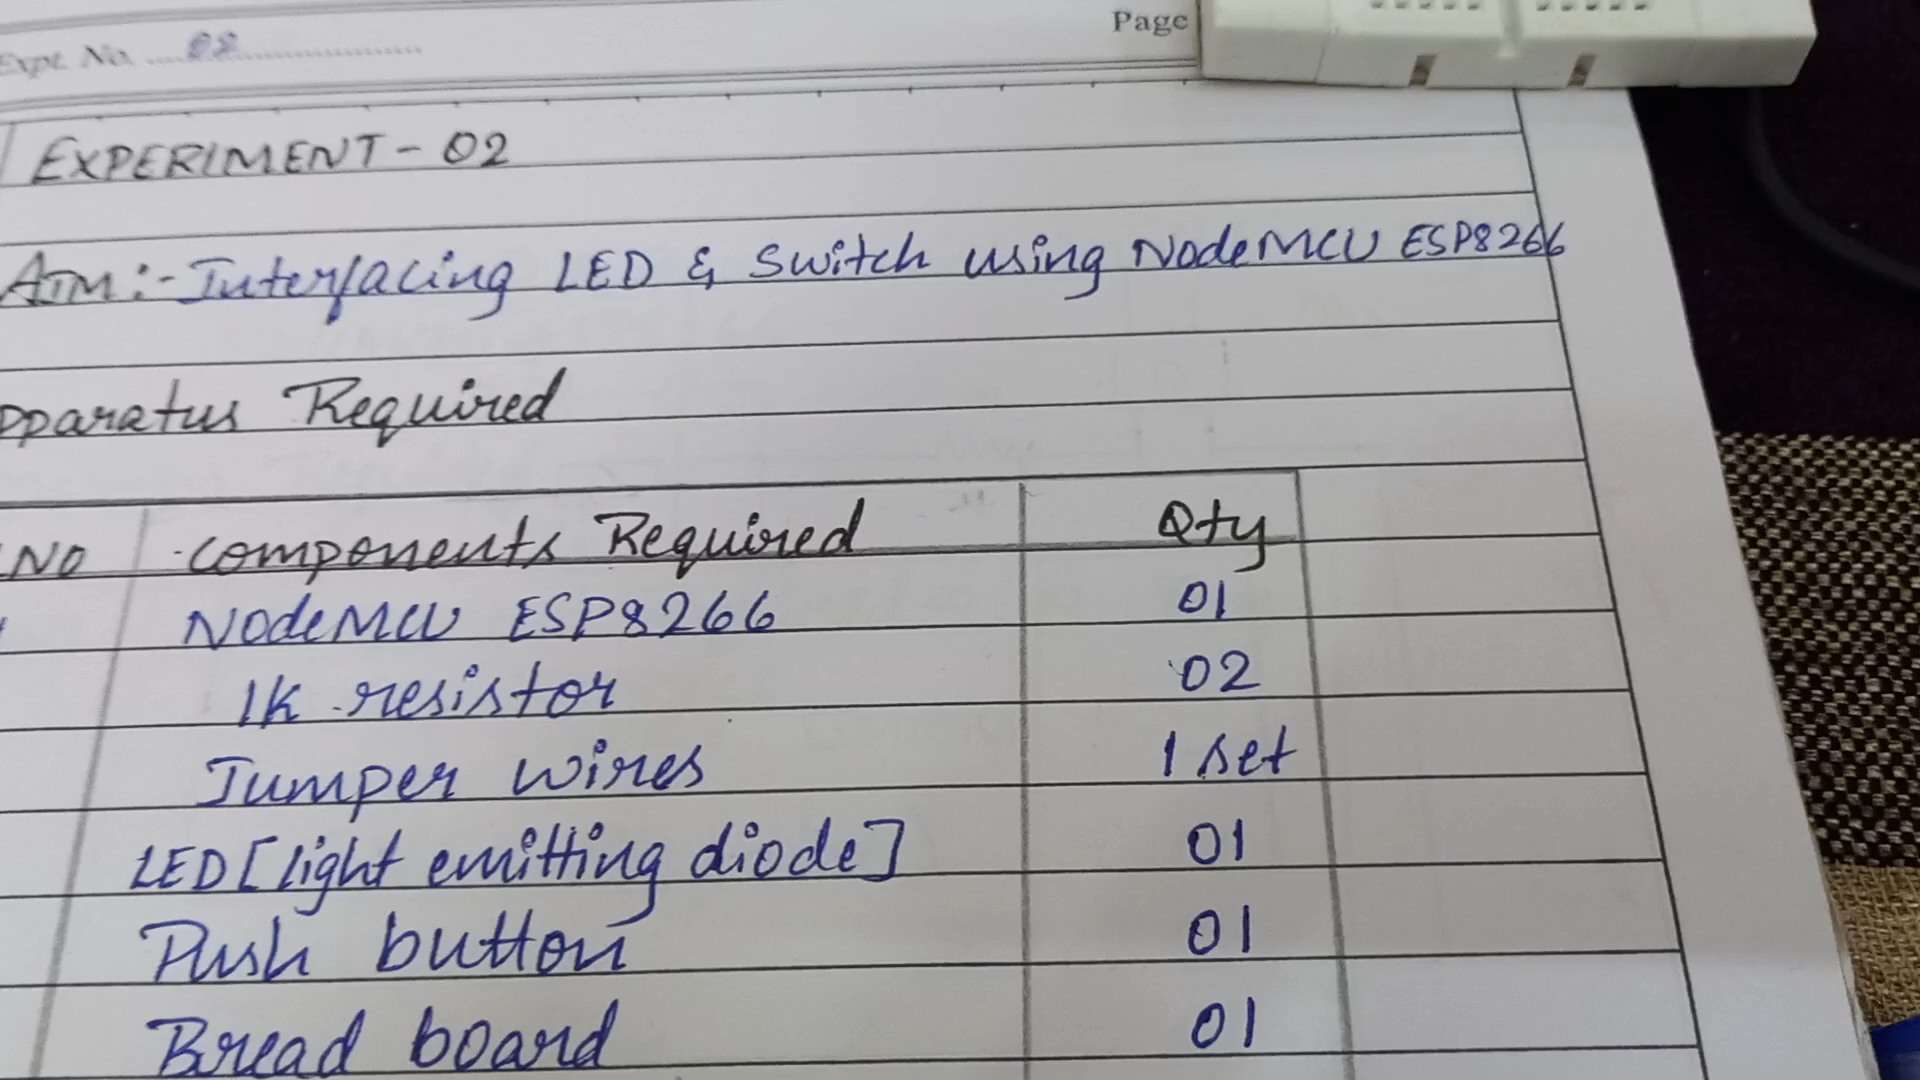 Expt. No. 02
Page
EXPERIMENT - 02
AIM :- Interfacing LED & Switch using NodeMCU ESP8266
pparatus Required
NO components Required Qty
NodeMCU ESP8266 01
1K resistor 02
Jumper wires 1 set
LED [light emitting diode] 01
Push button 01
Bread board 01